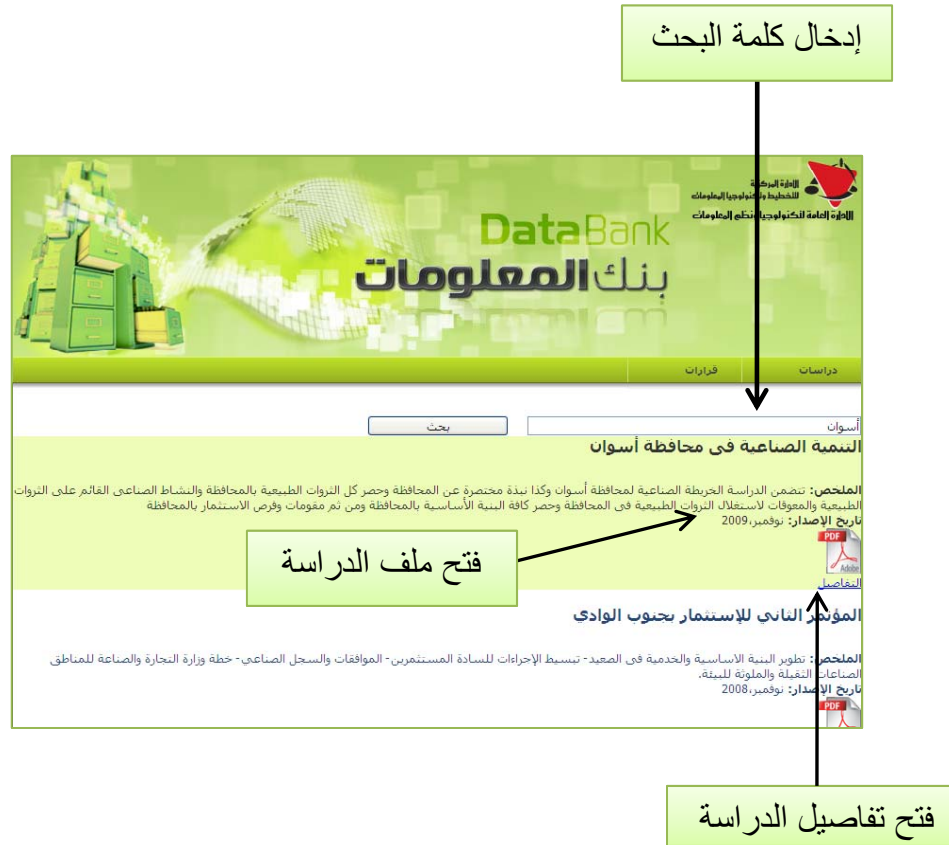 إدخال كلمة البحث
الإدارة المركزية
للتخطيط وتكنولوجيا المعلومات
الإدارة العامة لتكنولوجيا ونظم المعلومات
DataBank
بنك المعلومات
دراسات
قرارات
أسوان
بحث
التنمية الصناعية فى محافظة أسوان
الملخص: تتضمن الدراسة الخريطة الصناعية لمحافظة أسوان وكذا نبذة مختصرة عن المحافظة وحصر كل الثروات الطبيعية بالمحافظة والنشاط الصناعى القائم على الثروات
الطبيعية والمعوقات لاستغلال الثروات الطبيعية فى المحافظة وحصر كافة البنية الأساسية بالمحافظة ومن ثم مقومات وفرص الاستثمار بالمحافظة
تاريخ الإصدار: نوفمبر،2009
PDF
Adobe
التفاصيل
فتح ملف الدراسة
المؤتمر الثاني للإستثمار بجنوب الوادي
الملخص: تطوير البنية الاساسية والخدمية فى الصعيد- تبسيط الإجراءات للسادة المستثمرين- الموافقات والسجل الصناعي- خطة وزارة التجارة والصناعة للمناطق
الصناعات الثقيلة والملوثة للبيئة.
تاريخ الإصدار: نوفمبر،2008
PDF
فتح تفاصيل الدراسة